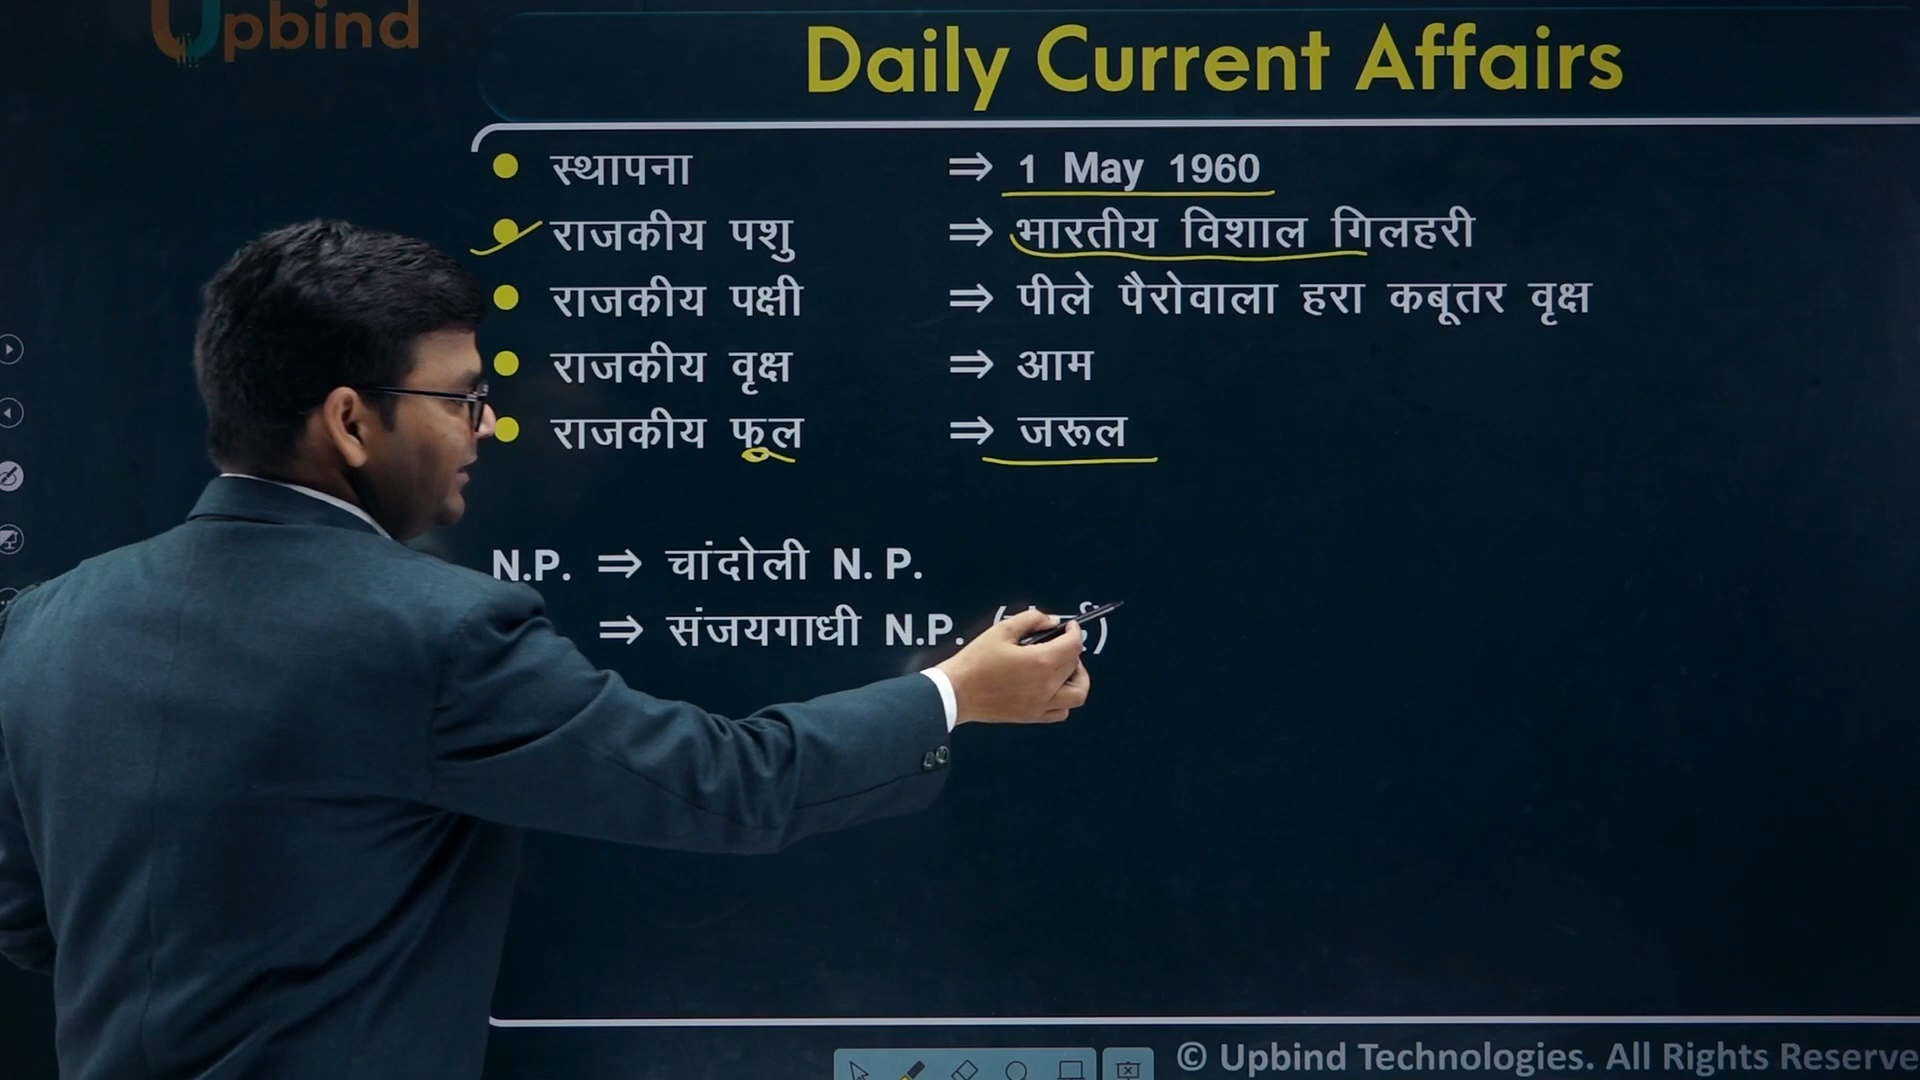 Upbind
Daily Current Affairs
स्थापना ⇒ 1 May 1960
राजकीय पशु ⇒ भारतीय विशाल गिलहरी
राजकीय पक्षी ⇒ पीले पैरोवाला हरा कबूतर वृक्ष
राजकीय वृक्ष ⇒ आम
राजकीय फूल ⇒ जरूल
N.P. ⇒ चांदोली N. P.
⇒ संजयगाधी N.P.
© Upbind Technologies. All Rights Reserve